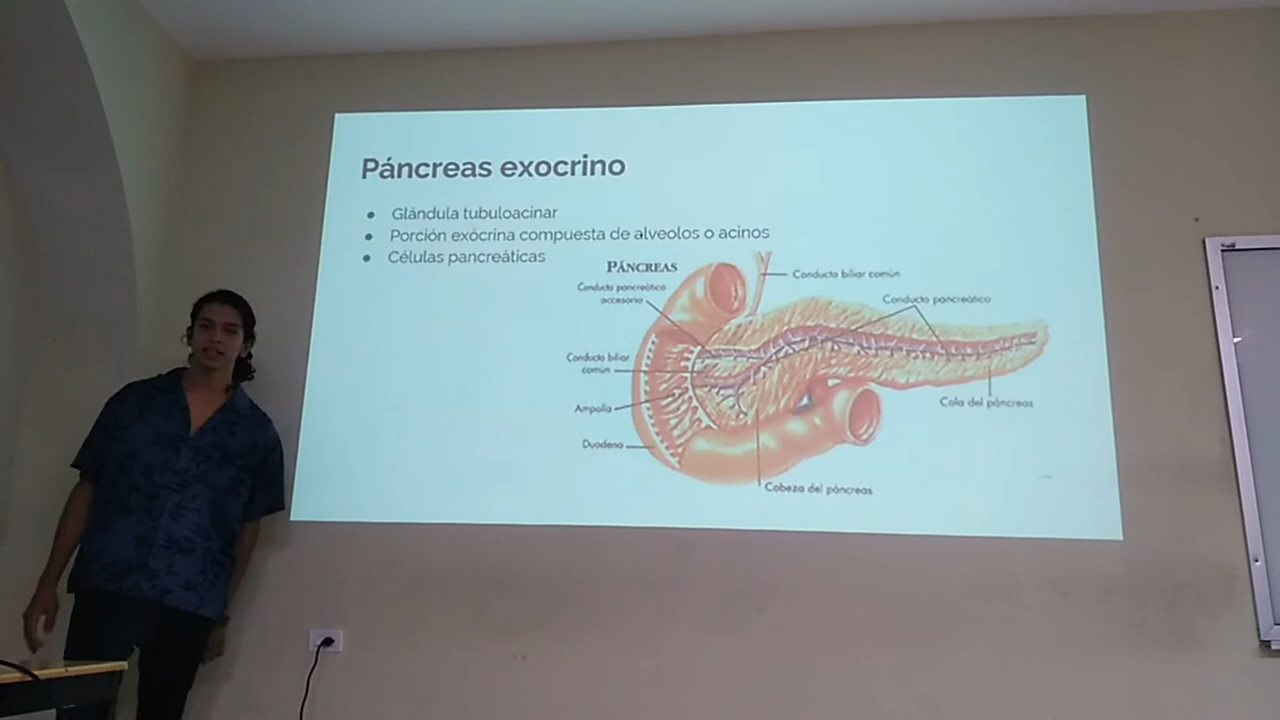 Páncreas exocrino
Glándula tubuloacinar
Porción exócrina compuesta de alveolos o acinos
Células pancreáticas
PÁNCREAS
Conducto biliar común
Conducto pancreático
accesorio
Conducto pancreático
Conducto biliar
común
Ampolla
Cola del páncreas
Duodeno
Cabeza del páncreas